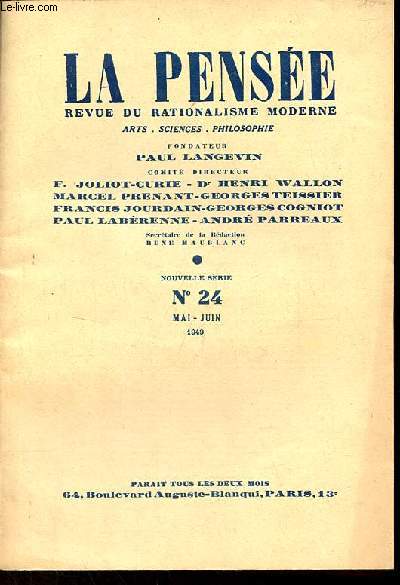 www.le-livre.com
LA PENSÉE
REVUE DU RATIONALISME MODERNE
ARTS . SCIENCES . PHILOSOPHIE
FONDATEUR
PAUL LANGEVIN
COMITÉ DIRECTEUR
F. JOLIOT-CURIE - Dr HENRI WALLON
MARCEL PRENANT - GEORGES TEISSIER
FRANCIS JOURDAIN - GEORGES COGNIOT
PAUL LABÉRENNE - ANDRÉ PARREAUX
Secrétaire de la Rédaction
RENÉ MAUBLANC
NOUVELLE SÉRIE
N° 24
MAI - JUIN
1949
PARAIT TOUS LES DEUX MOIS
64, Boulevard Auguste-Blanqui, PARIS, 13e